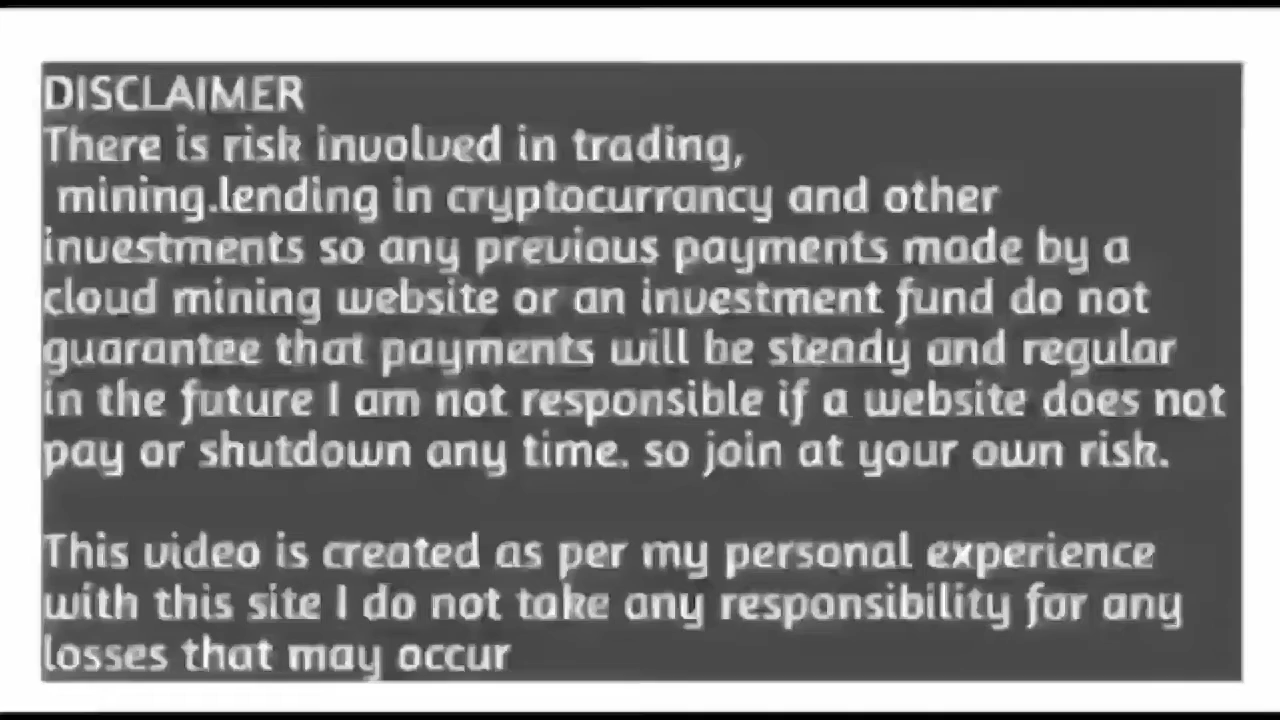 DISCLAIMER
There is risk involved in trading,
mining.lending in cryptocurrancy and other
investments so any previous payments made by a
cloud mining website or an investment fund do not
guarantee that payments will be steady and regular
in the future I am not responsible if a website does not
pay or shutdown any time. so join at your own risk.
This video is created as per my personal experience
with this site I do not take any responsibility for any
losses that may occur